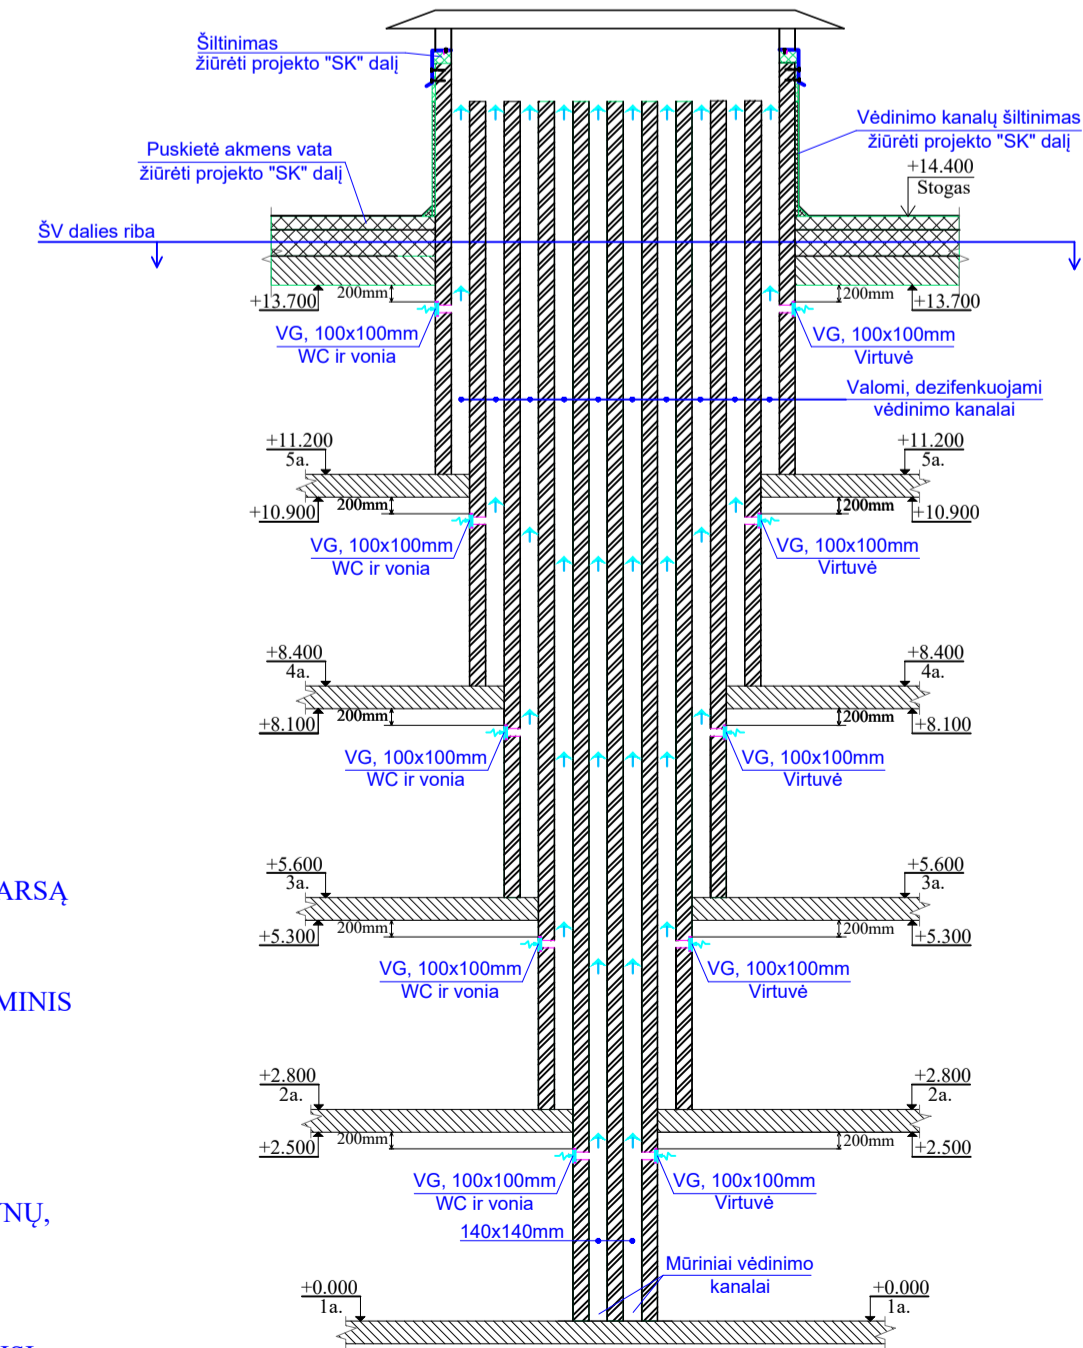 Šiltinimas
žiūrėti projekto "SK" dalį
Vėdinimo kanalų šiltinimas
žiūrėti projekto "SK" dalį
Puskietė akmens vata
žiūrėti projekto "SK" dalį
+14.400
Stogas
ŠV dalies riba
200mm
200mm
+13.700
+13.700
VG, 100x100mm
WC ir vonia
VG, 100x100mm
Virtuvė
Valomi, dezifenkuojami
vėdinimo kanalai
+11.200
5a.
+11.200
5a.
200mm
200mm
+10.900
+10.900
VG, 100x100mm
WC ir vonia
VG, 100x100mm
Virtuvė
+8.400
4a.
+8.400
4a.
200mm
200mm
+8.100
+8.100
VG, 100x100mm
WC ir vonia
VG, 100x100mm
Virtuvė
+5.600
3a.
+5.600
3a.
ARSĄ
200mm
200mm
+5.300
+5.300
VG, 100x100mm
WC ir vonia
VG, 100x100mm
Virtuvė
MINIS
+2.800
2a.
+2.800
2a.
200mm
200mm
+2.500
+2.500
VG, 100x100mm
WC ir vonia
VG, 100x100mm
Virtuvė
NŲ,
140x140mm
Mūriniai vėdinimo
kanalai
+0.000
1a.
+0.000
1a.